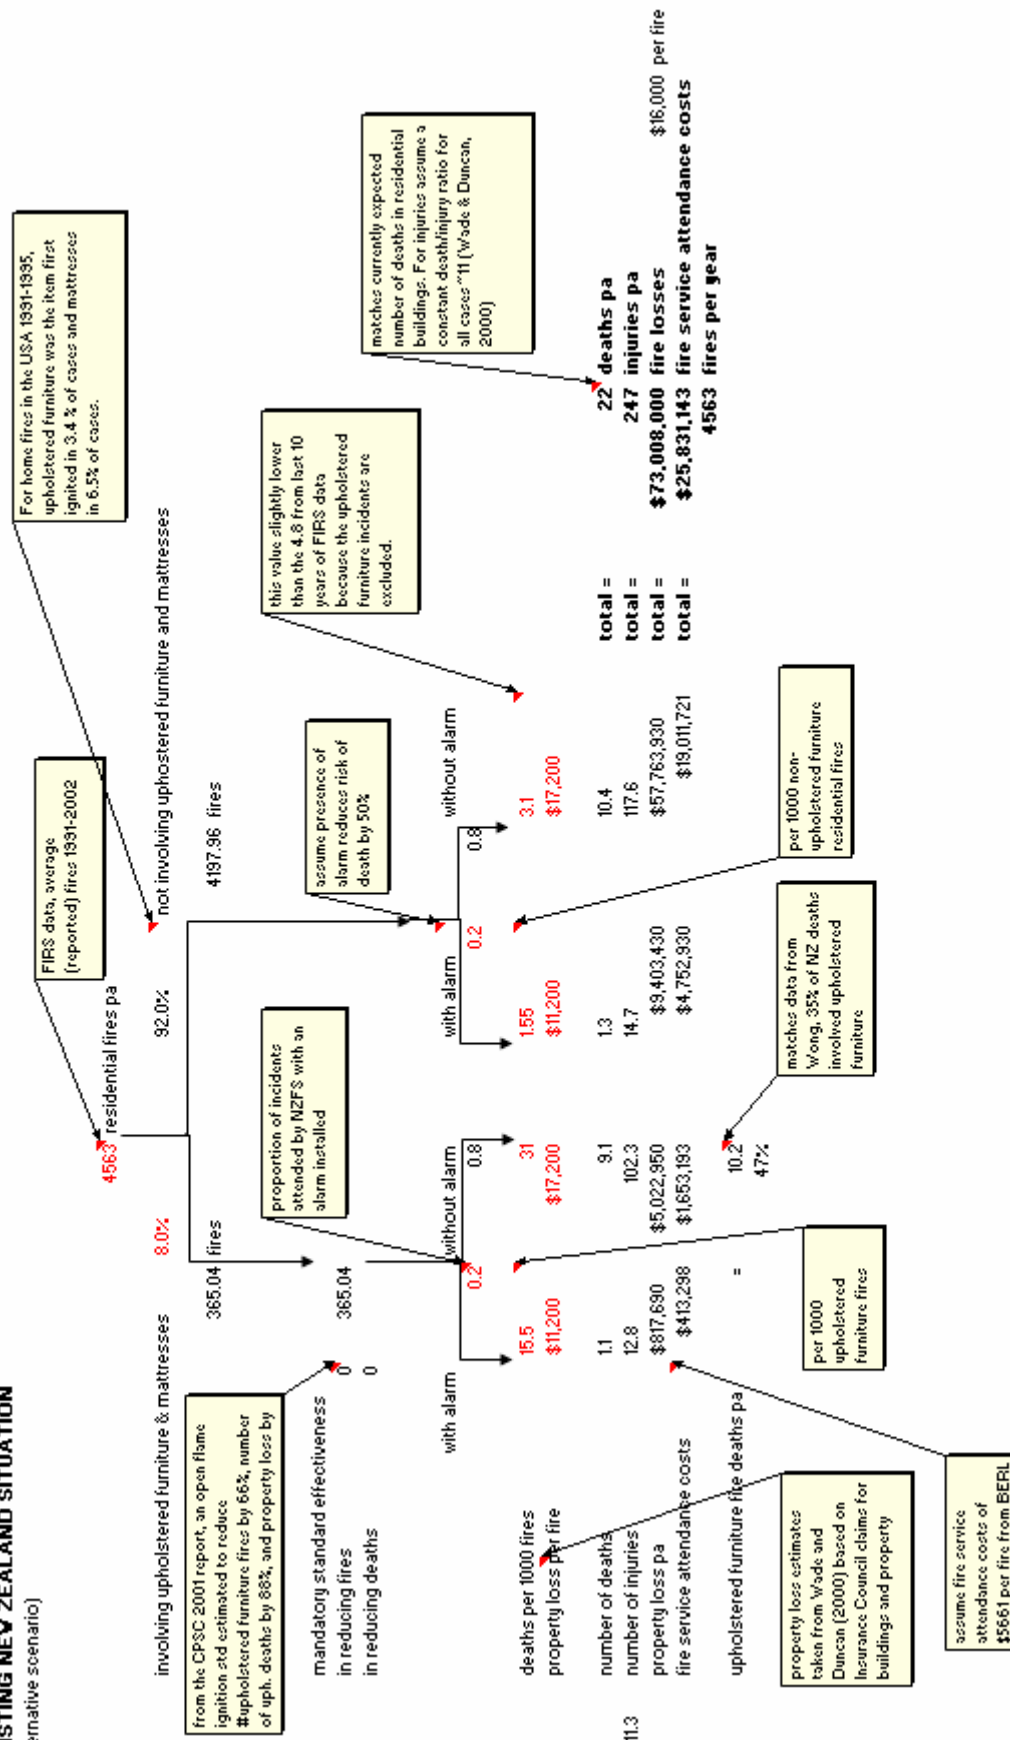 ISTING NEW ZEALAND SITUATION
ernative scenario)
FIRS data, average
(reported) fires 1991-2002
For home fires in the USA 1991-1995,
upholstered furniture was the item first
ignited in 3.4 % of cases and mattresses
in 6.5% of cases.
4563 residential fires pa
involving upholstered furniture & mattresses 8.0% 92.0% not involving uphostered furniture and mattresses
365.04 fires 4197.96 fires
from the CPSC 2001 report, an open flame
ignition std estimated to reduce
#upholstered furniture fires by 66%, number
of uph. deaths by 88%, and property loss by
proportion of incidents
attended by NZFS with an
alarm installed
assume presence of
alarm reduces risk of
death by 50%
this value slightly lower
than the 4.8 from last 10
years of FIRS data
because the upholstered
furniture incidents are
excluded.
matches currently expected
number of deaths in residential
buildings. For injuries assume a
constant death/injury ratio for
all cases ~11 (Wade & Duncan,
2000)
mandatory standard effectiveness
in reducing fires 0 365.04
in reducing deaths 0
with alarm without alarm with alarm without alarm
0.2 0.8 0.2 0.8
deaths per 1000 fires 15.5 31 1.55 3.1
property loss per fire $11,200 $17,200 $11,200 $17,200
number of deaths 1.1 9.1 1.3 10.4 total = 22 deaths pa
11.3 number of injuries 12.8 102.3 14.7 117.6 total = 247 injuries pa
property loss pa $817,690 $5,022,950 $9,403,430 $57,763,930 total = $73,008,000 fire losses $16,000 per fire
fire service attendance costs $413,298 $1,653,193 $4,752,930 $19,011,721 total = $25,831,143 fire service attendance costs
4563 fires per year
upholstered furniture fire deaths pa = 10.2
47%
property loss estimates
taken from Wade and
Duncan (2000) based on
Insurance Council claims for
buildings and property
per 1000
upholstered
furniture fires
matches data from
Wong, 35% of NZ deaths
involved upholstered
furniture
per 1000 non-
upholstered furniture
residential fires
assume fire service
attendance costs of
$5661 per fire from BERL